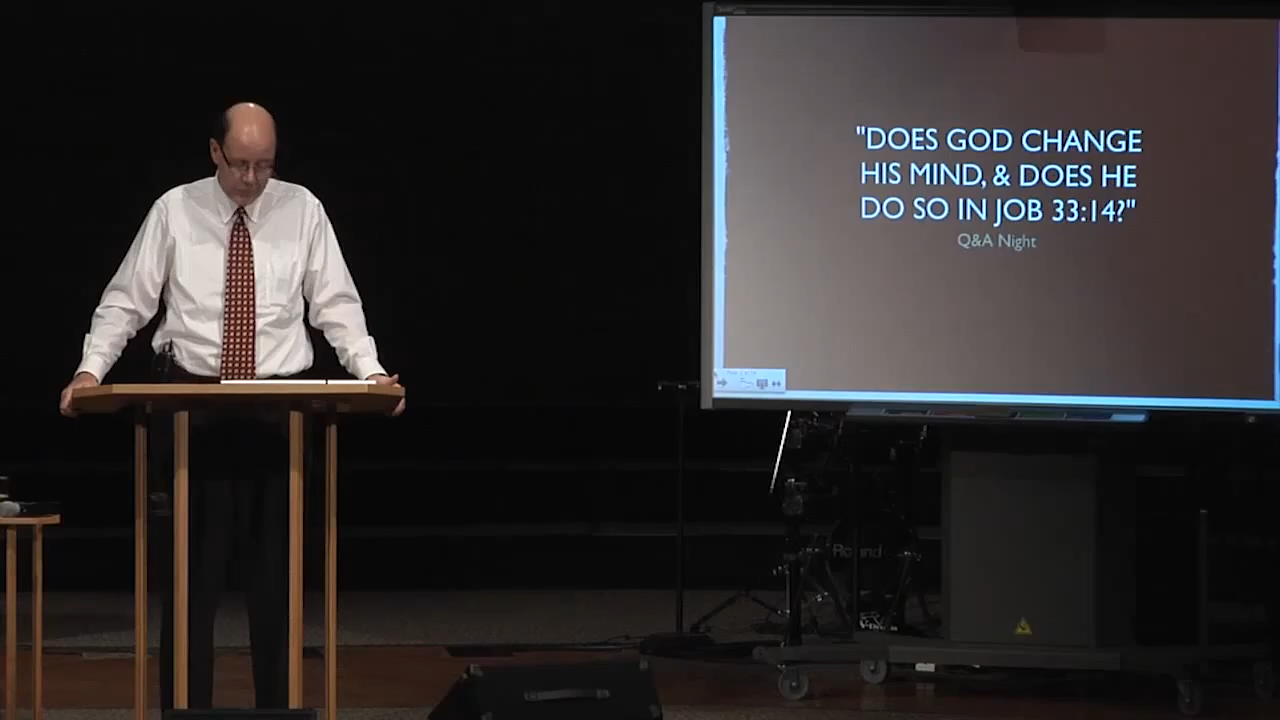 "DOES GOD CHANGE
HIS MIND, & DOES HE
DO SO IN JOB 33:14?"
Q&A Night
Roland